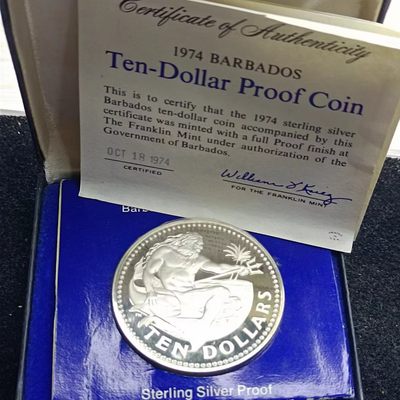 Certificate of Authenticity
1974 BARBADOS
Ten-Dollar Proof Coin
This is to certify that the 1974 sterling silver
Barbados ten-dollar coin accompanied by this
certificate was minted with a full Proof finish at
The Franklin Mint under authorization of the
Government of Barbados.
OCT 18 1974
CERTIFIED
FOR THE FRANKLIN MINT
TEN DOLLARS
Sterling Silver Proof